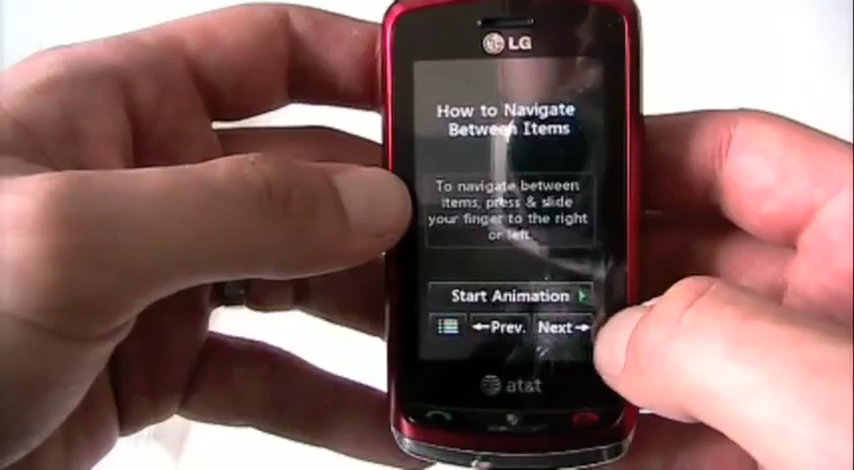 LG
How to Navigate
Between Items
To navigate between
items, press & slide
your finger to the right
or left.
Start Animation
Prev. Next
at&t